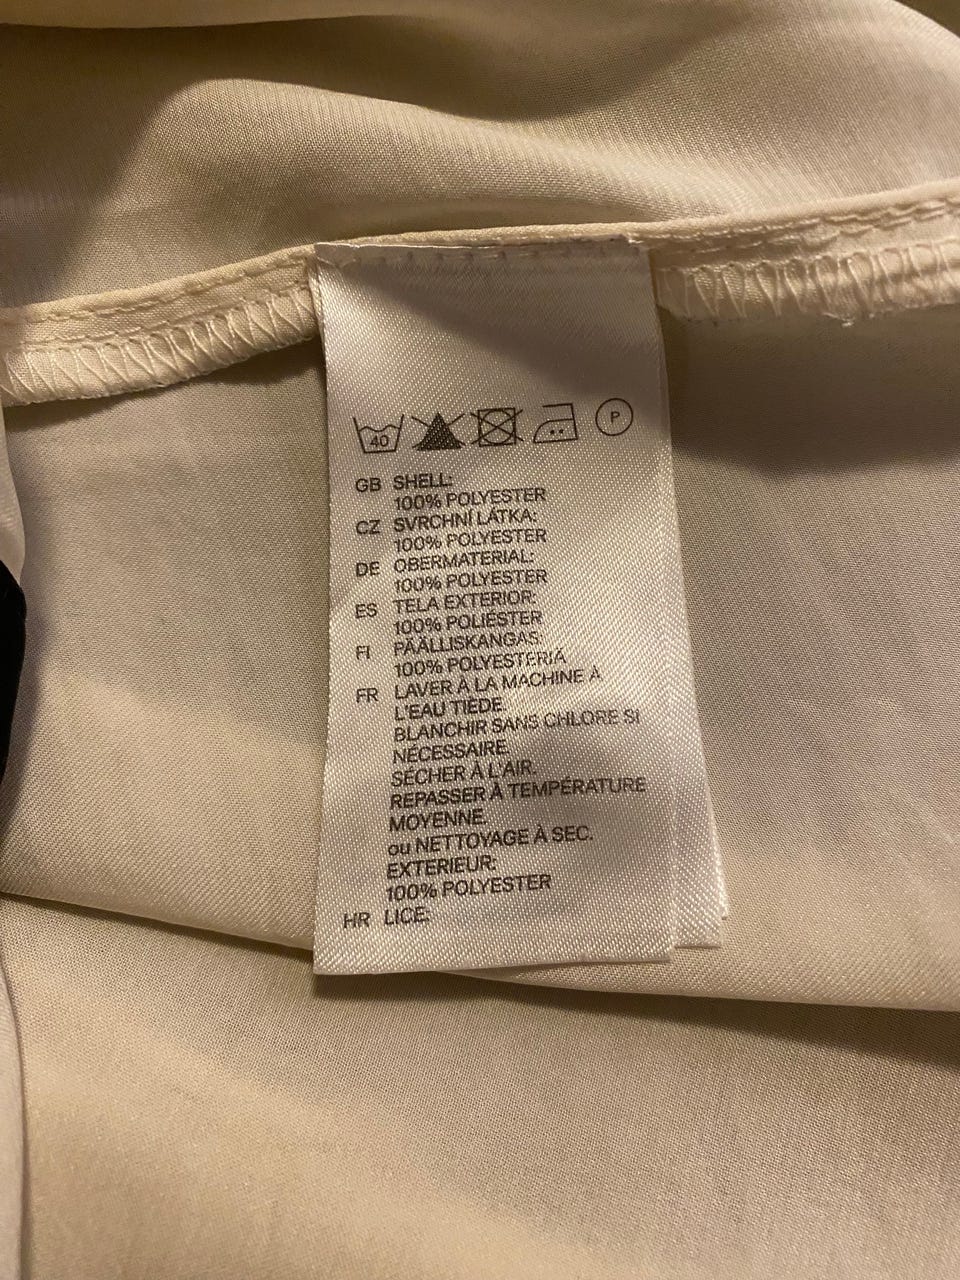 40 P
GB SHELL:
100% POLYESTER
CZ SVRCHNÍ LÁTKA:
100% POLYESTER
DE OBERMATERIAL:
100% POLYESTER
ES TELA EXTERIOR:
100% POLIÉSTER
FI PÄÄLLISKANGAS:
100% POLYESTERIÄ
FR LAVER À LA MACHINE À
L'EAU TIÈDE.
BLANCHIR SANS CHLORE SI
NÉCESSAIRE.
SÉCHER À L'AIR.
REPASSER À TEMPÉRATURE
MOYENNE.
ou NETTOYAGE À SEC.
EXTERIEUR:
100% POLYESTER
HR LICE: